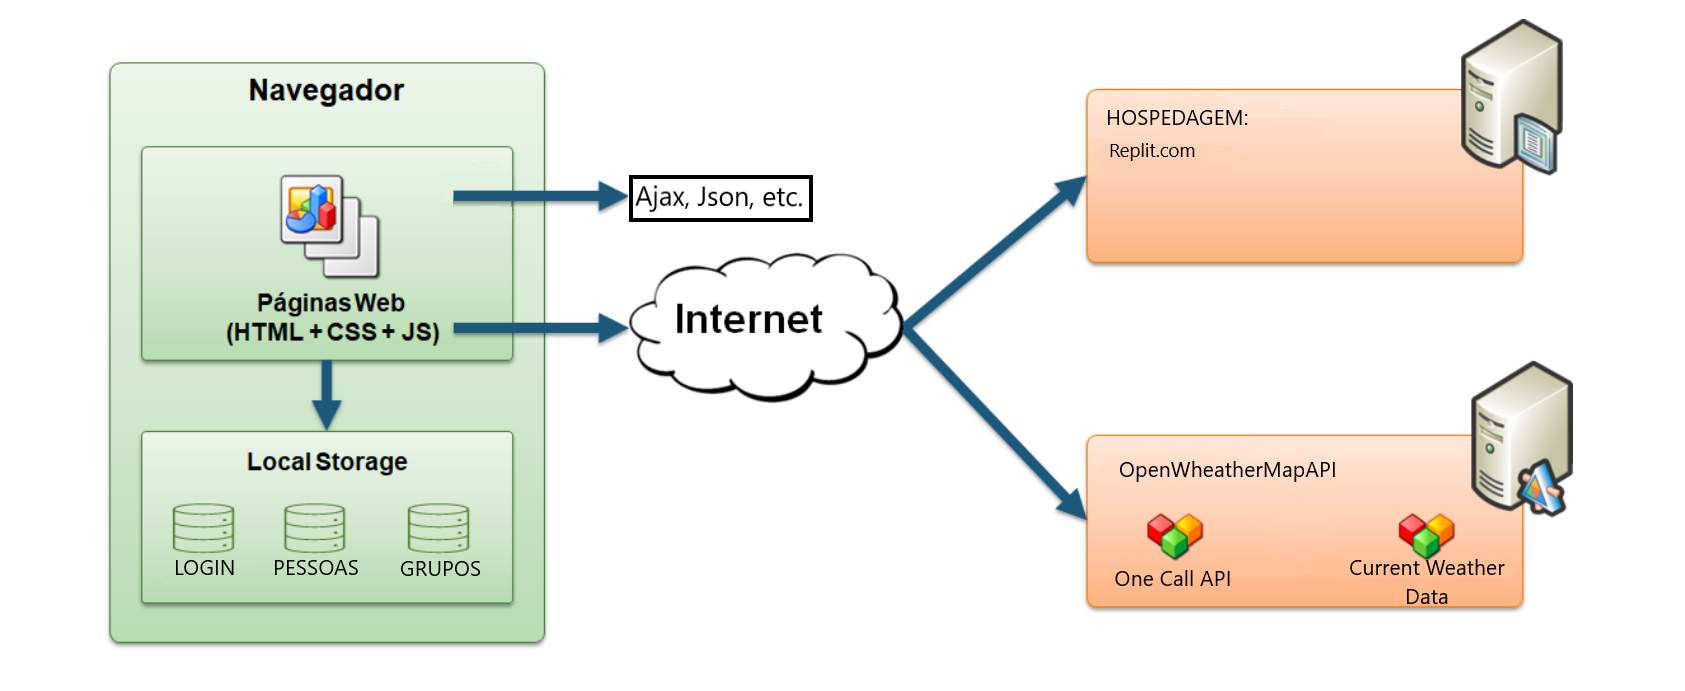 Navegador
Páginas Web
(HTML + CSS + JS)
Local Storage
LOGIN
PESSOAS
GRUPOS
Ajax, Json, etc.
Internet
HOSPEDAGEM:
Replit.com
OpenWheatherMapAPI
One Call API
Current Weather
Data